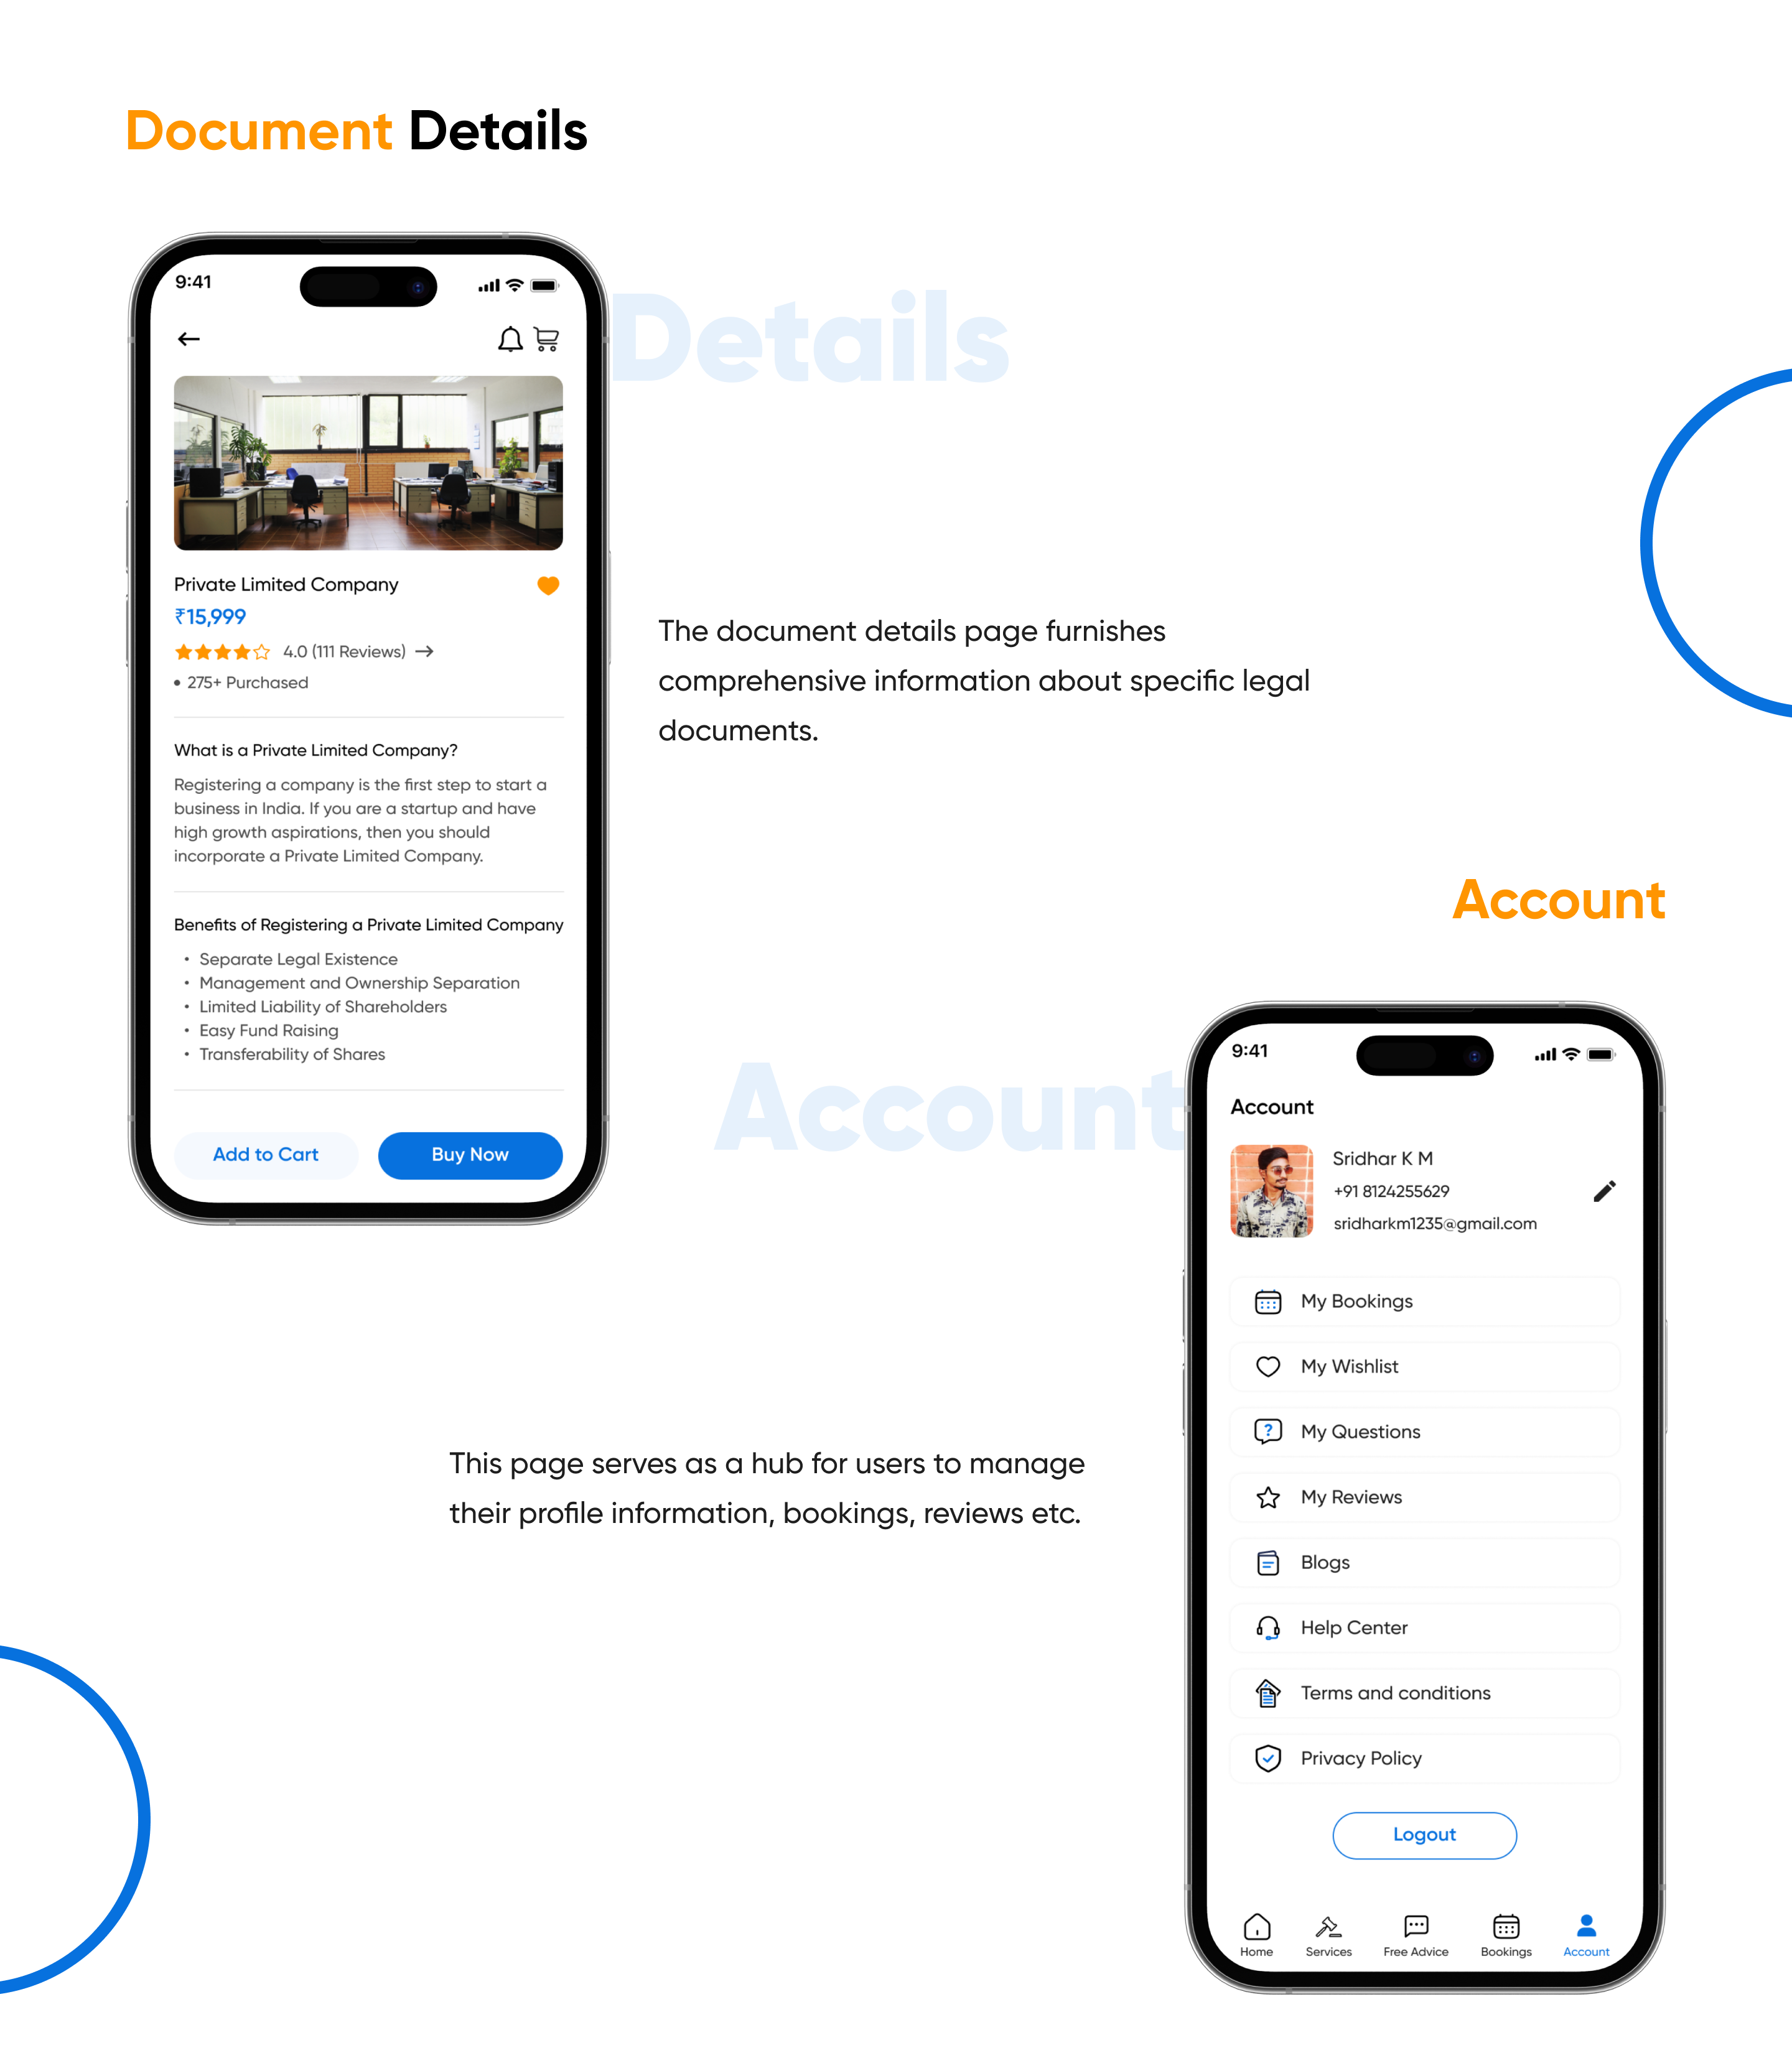 Document Details
9:41
Details
Private Limited Company
₹15,999
4.0 (111 Reviews) →
• 275+ Purchased
What is a Private Limited Company?
Registering a company is the first step to start a
business in India. If you are a startup and have
high growth aspirations, then you should
incorporate a Private Limited Company.
Benefits of Registering a Private Limited Company
• Separate Legal Existence
• Management and Ownership Separation
• Limited Liability of Shareholders
• Easy Fund Raising
• Transferability of Shares
Add to Cart
Buy Now
The document details page furnishes
comprehensive information about specific legal
documents.
Account
Account
9:41
Account
Sridhar K M
+91 8124255629
sridharkm1235@gmail.com
My Bookings
My Wishlist
My Questions
My Reviews
Blogs
Help Center
Terms and conditions
Privacy Policy
Logout
Home
Services
Free Advice
Bookings
Account
This page serves as a hub for users to manage
their profile information, bookings, reviews etc.